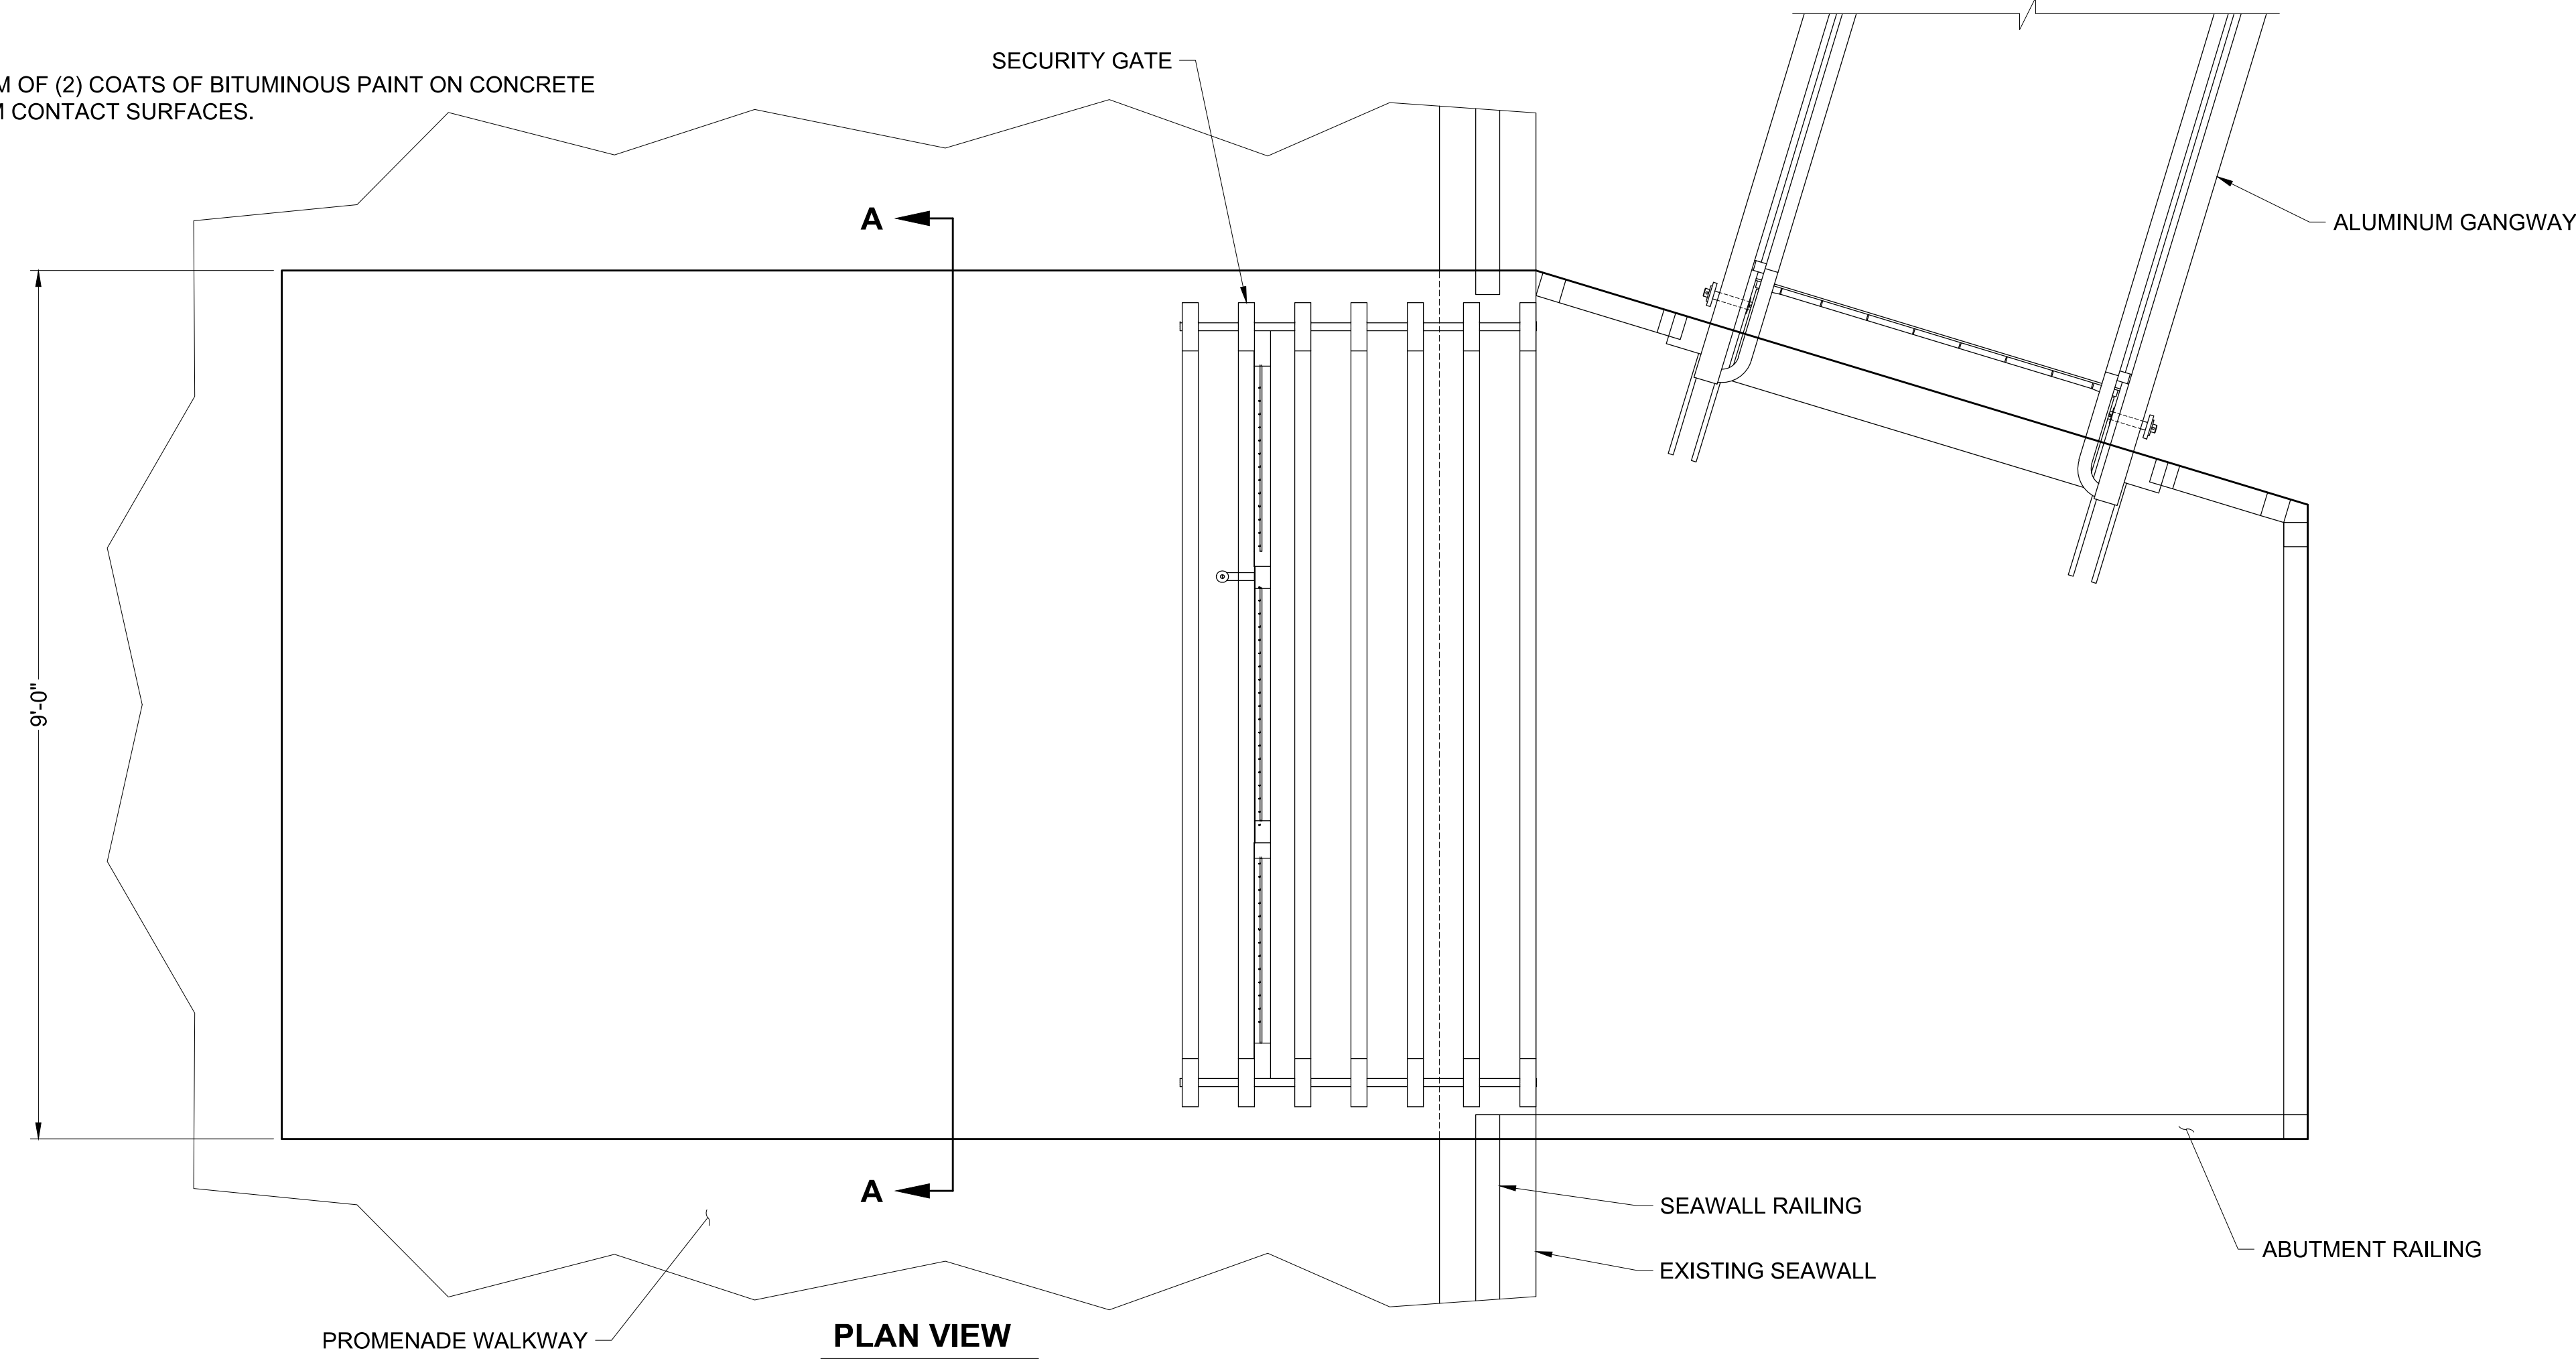 SECURITY GATE
OF (2) COATS OF BITUMINOUS PAINT ON CONCRETE
CONTACT SURFACES.
A
ALUMINUM GANGWAY
9'-0"
A
SEAWALL RAILING
ABUTMENT RAILING
EXISTING SEAWALL
PROMENADE WALKWAY
PLAN VIEW